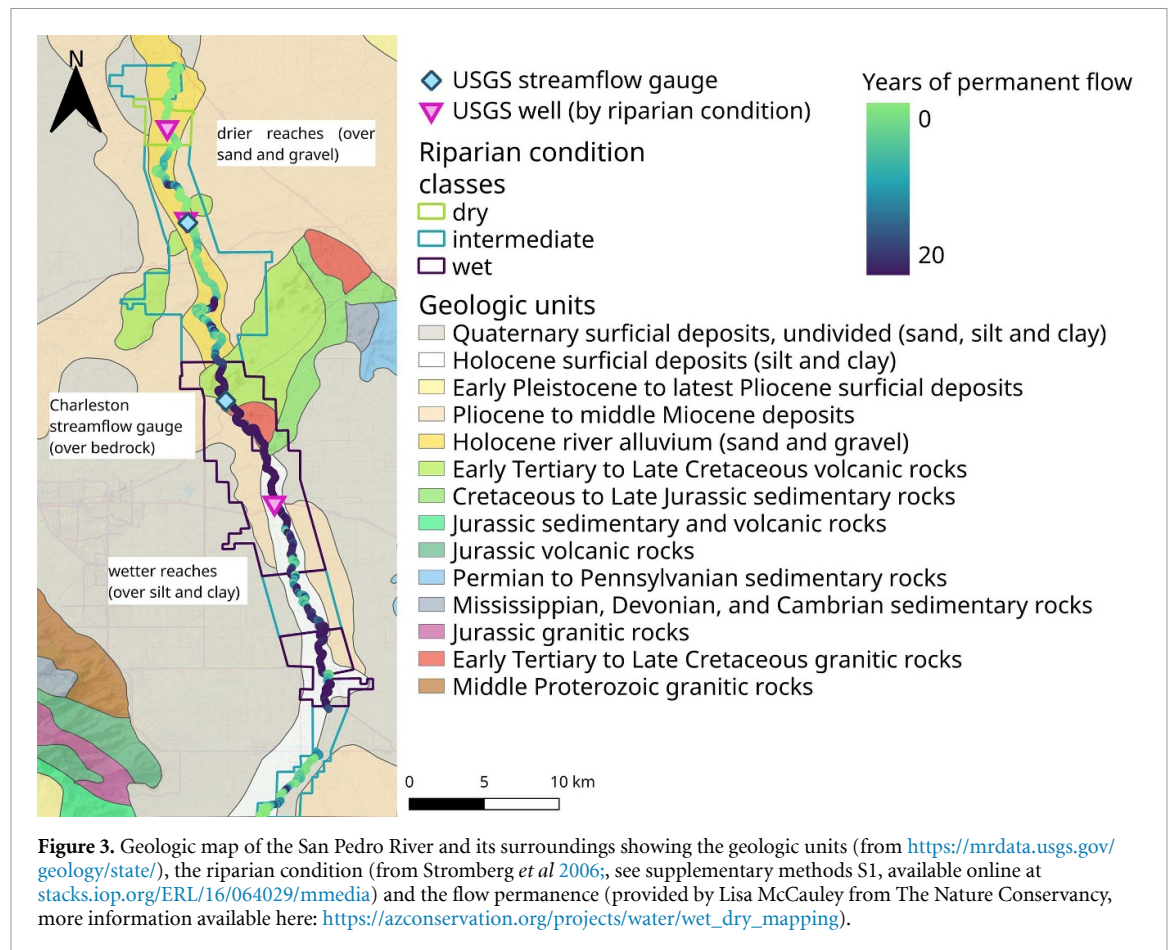 N
drier reaches (over
sand and gravel)
Charleston
streamflow gauge
(over bedrock)
wetter reaches
(over silt and clay)
USGS streamflow gauge
USGS well (by riparian condition)
Riparian condition
classes
dry
intermediate
wet
Geologic units
Quaternary surficial deposits, undivided (sand, silt and clay)
Holocene surficial deposits (silt and clay)
Early Pleistocene to latest Pliocene surficial deposits
Pliocene to middle Miocene deposits
Holocene river alluvium (sand and gravel)
Early Tertiary to Late Cretaceous volcanic rocks
Cretaceous to Late Jurassic sedimentary rocks
Jurassic sedimentary and volcanic rocks
Jurassic volcanic rocks
Permian to Pennsylvanian sedimentary rocks
Mississippian, Devonian, and Cambrian sedimentary rocks
Jurassic granitic rocks
Early Tertiary to Late Cretaceous granitic rocks
Middle Proterozoic granitic rocks
Years of permanent flow
0
20
0 5 10 km
Figure 3. Geologic map of the San Pedro River and its surroundings showing the geologic units (from https://mrdata.usgs.gov/
geology/state/), the riparian condition (from Stromberg et al 2006;, see supplementary methods S1, available online at
stacks.iop.org/ERL/16/064029/mmedia) and the flow permanence (provided by Lisa McCauley from The Nature Conservancy,
more information available here: https://azconservation.org/projects/water/wet_dry_mapping).